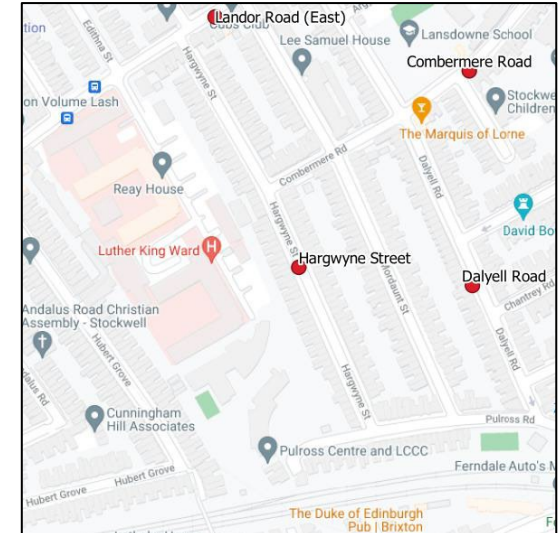 Landor Road (East)
Cubs Club
Lansdowne School
Lee Samuel House
Edithna St
Hargwyne St
Combermere Road
on Volume Lash
Stockwe
Children
The Marquis of Lorne
Combermere Rd
Dalyell Rd
Reay House
Hargwyne St
David Bo
Luther King Ward
H
Hargwyne Street
Mordaunt St
Dalyell Road
Chantrey Rd
Andalus Road Christian
Assembly - Stockwell
Hubert Grove
Dalyell Rd
dalus Rd
Hargwyne St
Cunningham
Hill Associates
Pulross Rd
Pulross Centre and LCCC
Ferndale Auto's M
Hubert Grove
Hubert Grove
The Duke of Edinburgh
Pub | Brixton